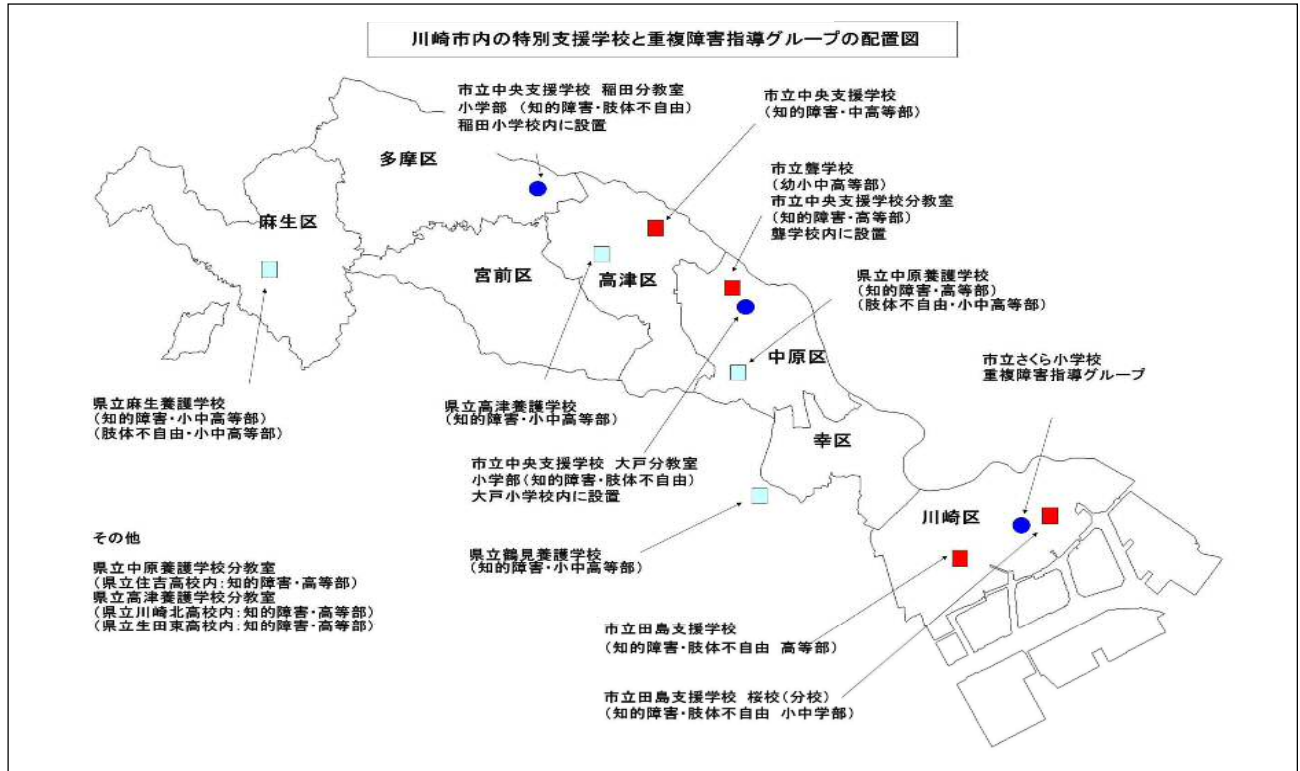 川崎市内の特別支援学校と重複障害指導グループの配置図
市立中央支援学校 稲田分教室
小学部 (知的障害・肢体不自由)
稲田小学校内に設置
市立中央支援学校
(知的障害・中高等部)
多摩区
市立聾学校
(幼小中高等部)
市立中央支援学校分教室
(知的障害・高等部)
聾学校内に設置
麻生区
宮前区
高津区
県立中原養護学校
(知的障害・高等部)
(肢体不自由・小中高等部)
中原区
市立さくら小学校
重複障害指導グループ
県立麻生養護学校
(知的障害・小中高等部)
(肢体不自由・小中高等部)
県立高津養護学校
(知的障害・小中高等部)
幸区
市立中央支援学校 大戸分教室
小学部(知的障害・肢体不自由)
大戸小学校内に設置
川崎区
その他
県立中原養護学校分教室
(県立住吉高校内:知的障害・高等部)
県立高津養護学校分教室
(県立川崎北高校内:知的障害・高等部)
(県立生田東高校内:知的障害・高等部)
県立鶴見養護学校
(知的障害・小中高等部)
市立田島支援学校
(知的障害・肢体不自由 高等部)
市立田島支援学校 桜校(分校)
(知的障害・肢体不自由 小中学部)